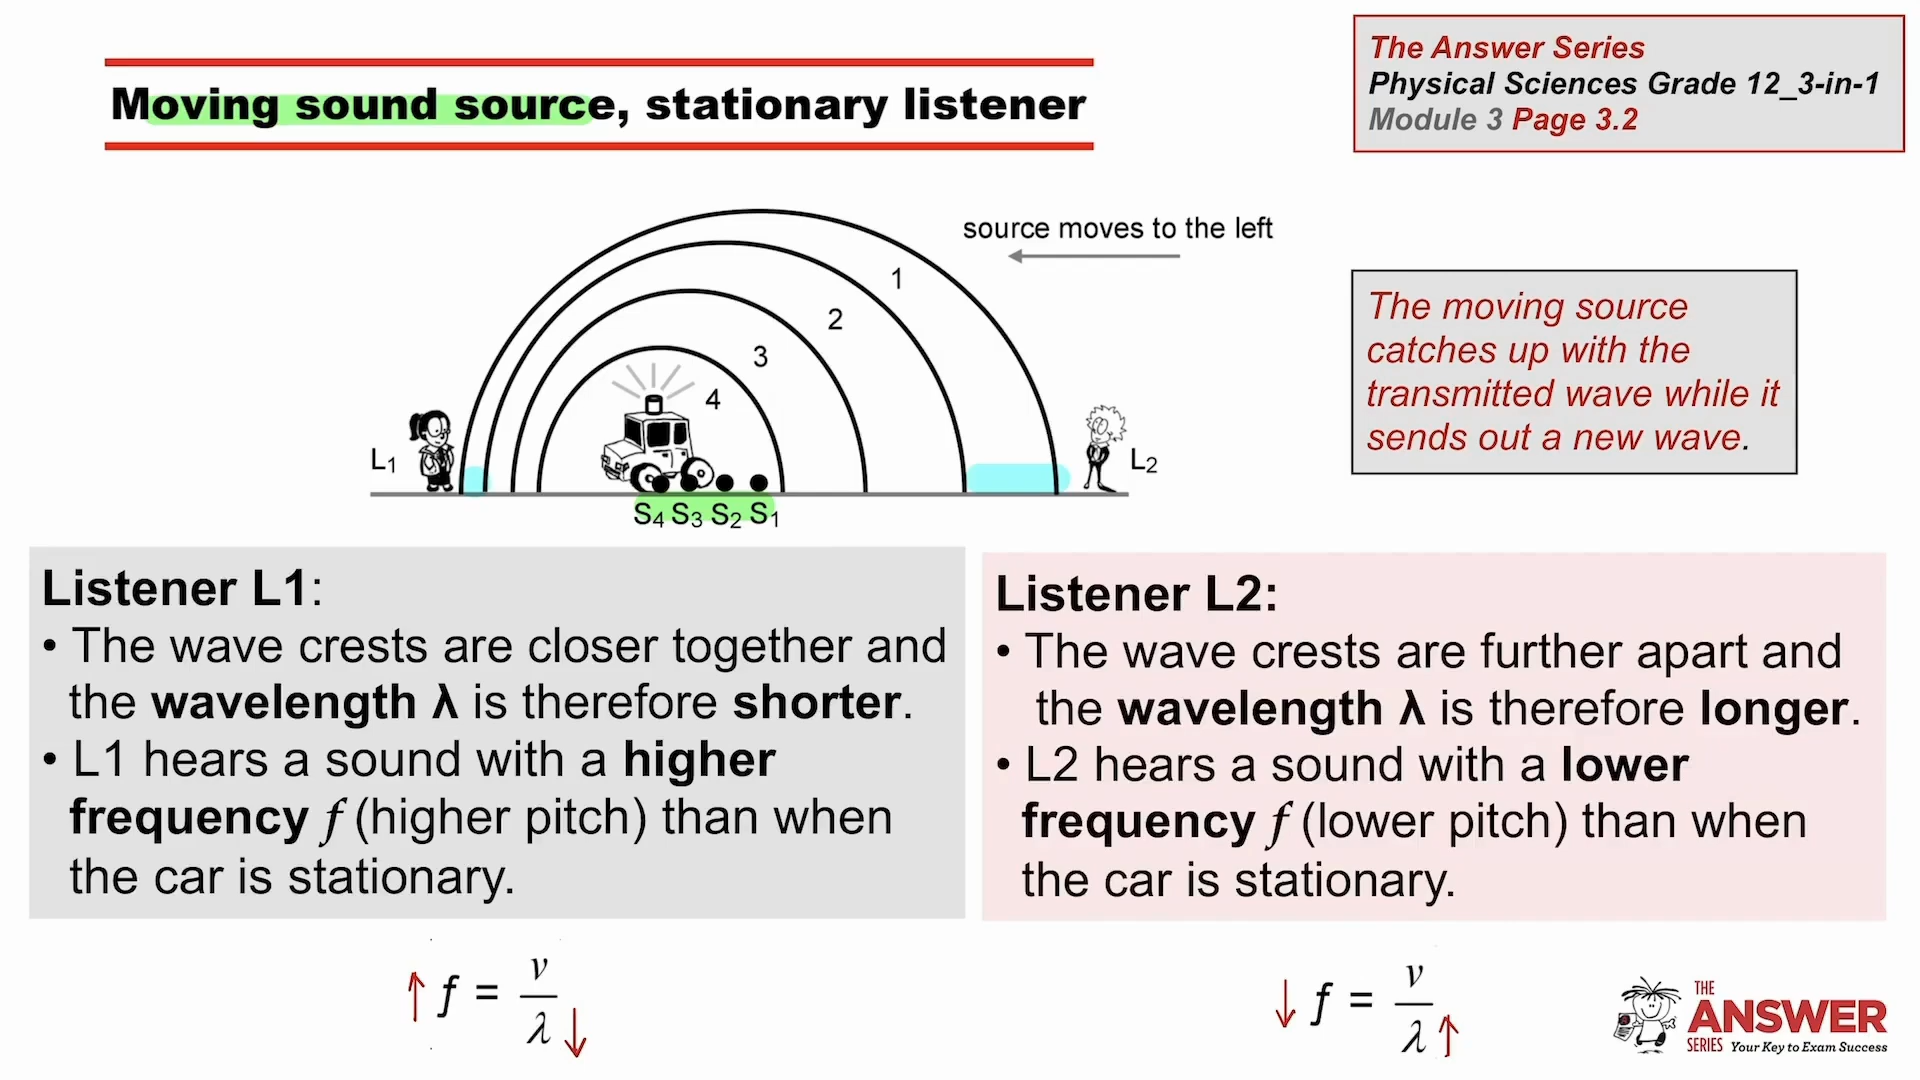 Moving sound source, stationary listener
The Answer Series
Physical Sciences Grade 12_3-in-1
Module 3 Page 3.2
source moves to the left
1
2
3
4
L₁
L₂
S₄ S₃ S₂ S₁
The moving source
catches up with the
transmitted wave while it
sends out a new wave.
Listener L1:
• The wave crests are closer together and
the wavelength λ is therefore shorter.
• L1 hears a sound with a higher
frequency f (higher pitch) than when
the car is stationary.
↑ f = v/λ ↓
Listener L2:
• The wave crests are further apart and
the wavelength λ is therefore longer.
• L2 hears a sound with a lower
frequency f (lower pitch) than when
the car is stationary.
↓ f = v/λ ↑
THE
ANSWER
SERIES Your Key to Exam Success